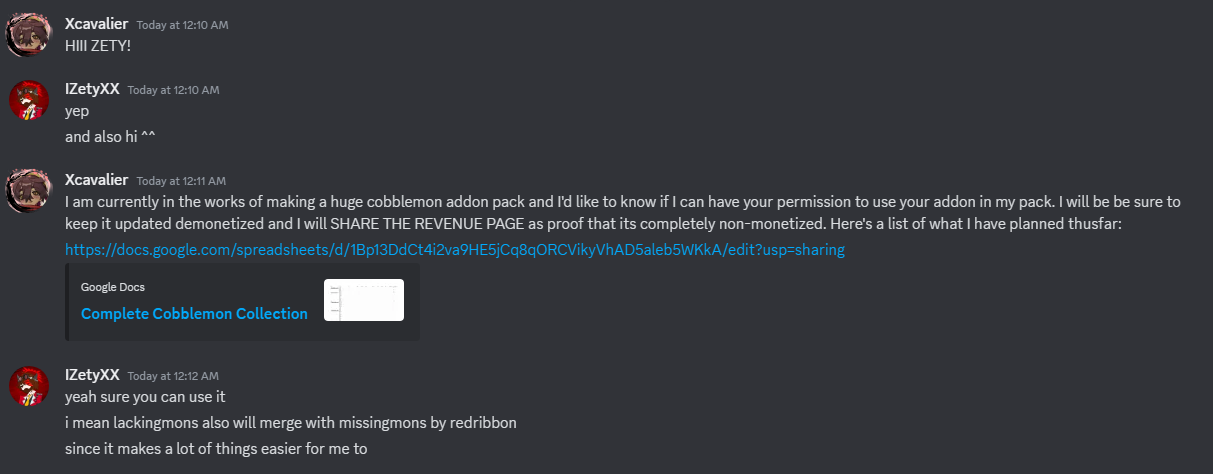 Xcavalier Today at 12:10 AM
HIII ZETY!
IZetyXX Today at 12:10 AM
yep
and also hi ^^
Xcavalier Today at 12:11 AM
I am currently in the works of making a huge cobblemon addon pack and I'd like to know if I can have your permission to use your addon in my pack. I will be be sure to
keep it updated demonetized and I will SHARE THE REVENUE PAGE as proof that its completely non-monetized. Here's a list of what I have planned thusfar:
https://docs.google.com/spreadsheets/d/1Bp13DdCt4i2va9HE5jCq8qORCVikyVhAD5aleb5WKkA/edit?usp=sharing
Google Docs
Complete Cobblemon Collection
IZetyXX Today at 12:12 AM
yeah sure you can use it
i mean lackingmons also will merge with missingmons by redribbon
since it makes a lot of things easier for me to